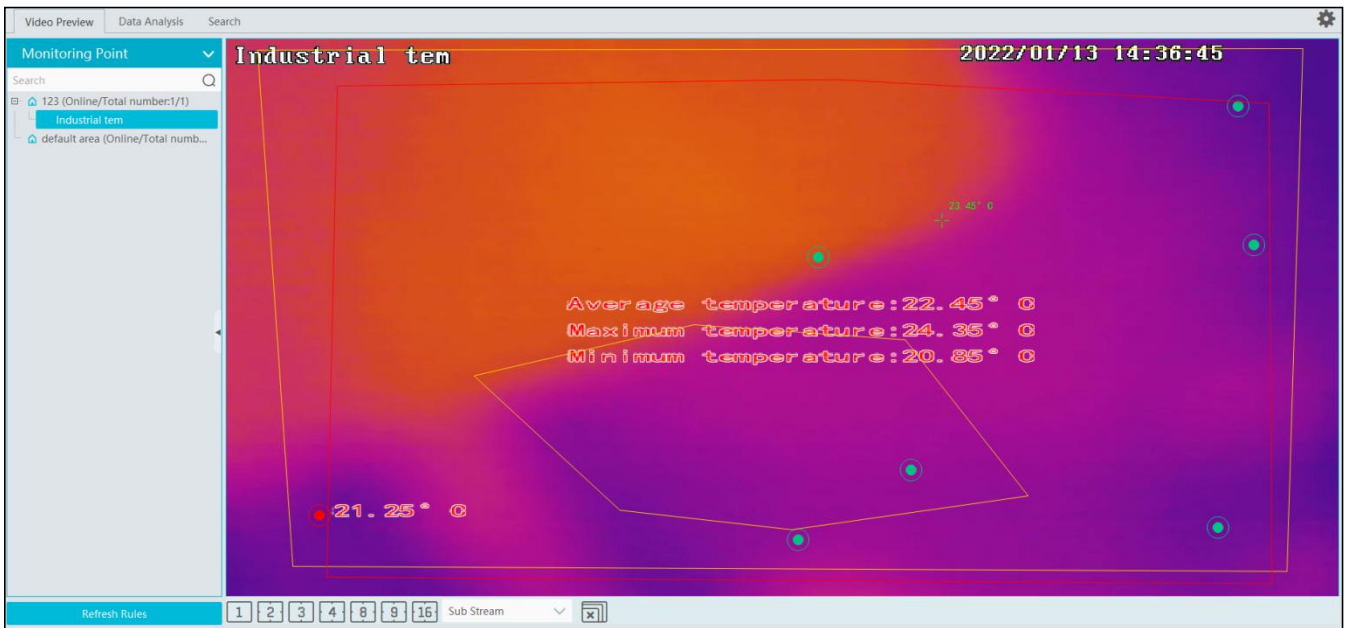 Video Preview Data Analysis Search
Monitoring Point
Search
123 (Online/Total number:1/1)
Industrial tem
default area (Online/Total numb...
Refresh Rules
Industrial tem 2022/01/13 14:36:45
23.45° C
Average temperature:22.45° C
Maximum temperature:24.35° C
Minimum temperature:20.85° C
21.25° C
1 2 3 4 8 9 16 Sub Stream